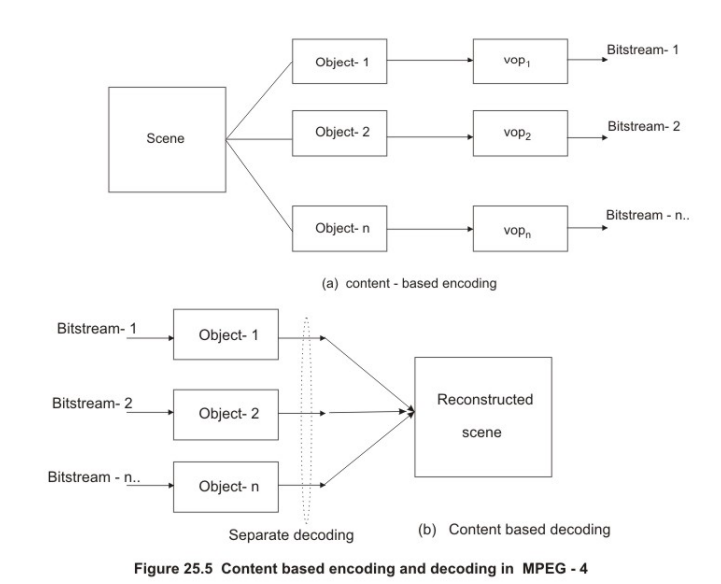 Object- 1
vop₁
Bitstream- 1
Scene
Object- 2
vop₂
Bitstream- 2
Object- n
vopₙ
Bitstream - n..
(a) content - based encoding
Bitstream- 1
Object- 1
Bitstream- 2
Object- 2
Reconstructed
scene
Bitstream - n..
Object- n
Separate decoding
(b) Content based decoding
Figure 25.5 Content based encoding and decoding in MPEG - 4